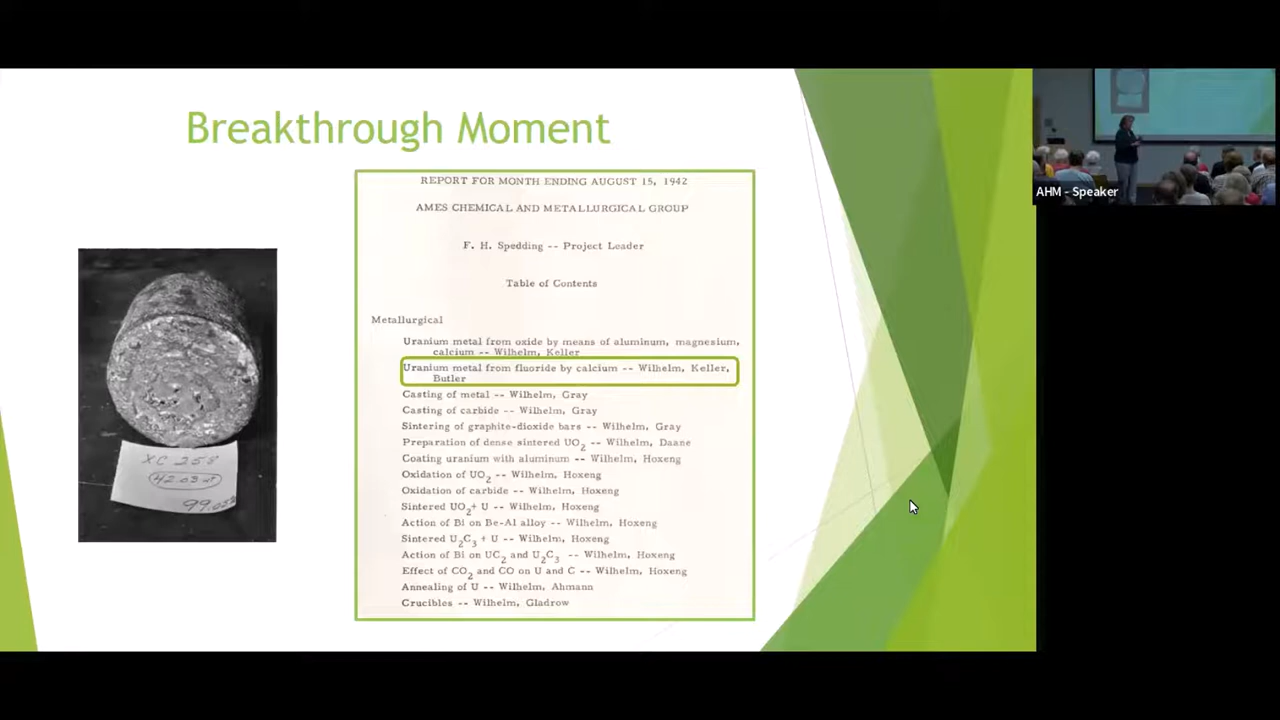 Breakthrough Moment
REPORT FOR MONTH ENDING AUGUST 15, 1942
AMES CHEMICAL AND METALLURGICAL GROUP
F. H. Spedding -- Project Leader
Table of Contents
Metallurgical
Uranium metal from oxide by means of aluminum, magnesium,
calcium -- Wilhelm, Keller
Uranium metal from fluoride by calcium -- Wilhelm, Keller,
Butler
Casting of metal -- Wilhelm, Gray
Casting of carbide -- Wilhelm, Gray
Sintering of graphite-dioxide bars -- Wilhelm, Gray
Preparation of dense sintered UO2 -- Wilhelm, Daane
Coating uranium with aluminum -- Wilhelm, Hoxeng
Oxidation of UO2 -- Wilhelm, Hoxeng
Oxidation of carbide -- Wilhelm, Hoxeng
Sintered UO2+ U -- Wilhelm, Hoxeng
Action of Bi on Be-Al alloy -- Wilhelm, Hoxeng
Sintered U2C3 + U -- Wilhelm, Hoxeng
Action of Bi on UC2 and U2C3 -- Wilhelm, Hoxeng
Effect of CO2 and CO on U and C -- Wilhelm, Hoxeng
Annealing of U -- Wilhelm, Ahmann
Crucibles -- Wilhelm, Gladrow
XC 258
AHM - Speaker